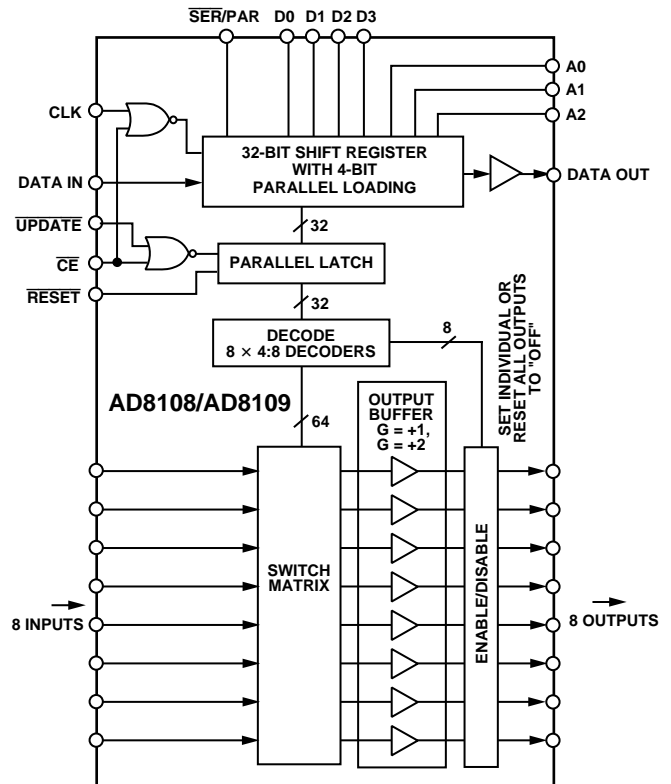 SER/PAR D0 D1 D2 D3
A0
A1
A2
CLK
32-BIT SHIFT REGISTER
WITH 4-BIT
PARALLEL LOADING
DATA IN
DATA OUT
UPDATE
32
CE
PARALLEL LATCH
RESET
32
DECODE
8 × 4:8 DECODERS
8
SET INDIVIDUAL OR
RESET ALL OUTPUTS
TO "OFF"
AD8108/AD8109
64
OUTPUT
BUFFER
G = +1,
G = +2
SWITCH
MATRIX
ENABLE/DISABLE
8 INPUTS
8 OUTPUTS